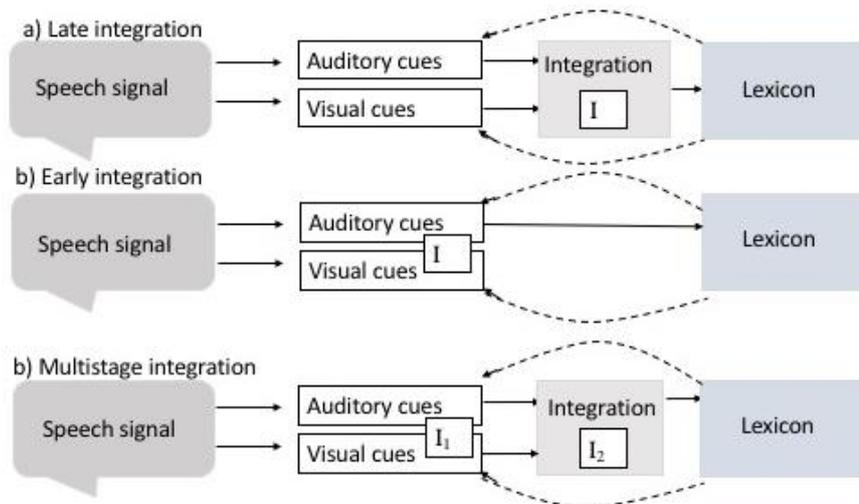 a) Late integration
Speech signal
Auditory cues
Visual cues
Integration
I
Lexicon
b) Early integration
Speech signal
Auditory cues
Visual cues
I
Lexicon
b) Multistage integration
Speech signal
Auditory cues
Visual cues
I₁
Integration
I₂
Lexicon